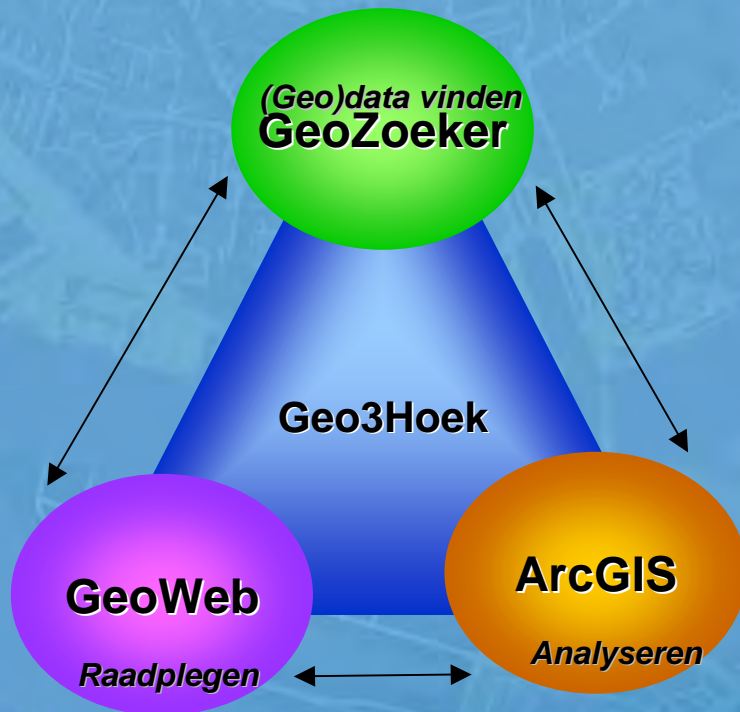 (Geo)data vinden
GeoZoeker
Geo3Hoek
GeoWeb
Raadplegen
ArcGIS
Analyseren